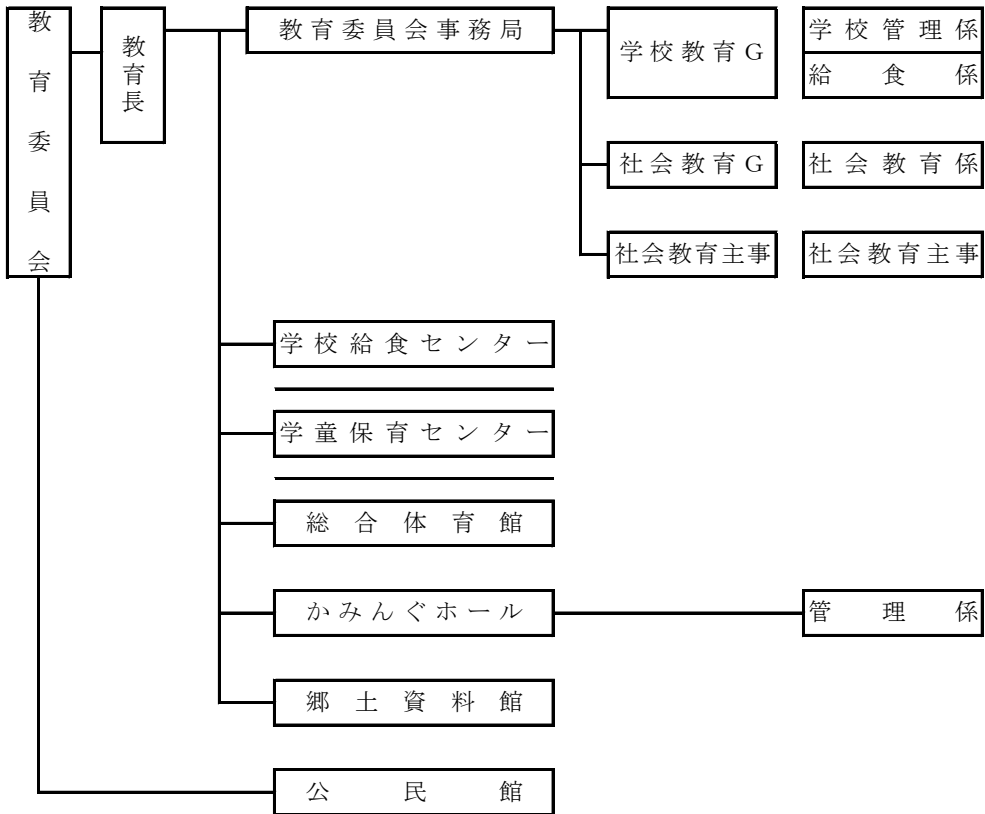 教育委員会
教育長
教育委員会事務局
学校教育G
学校管理係
給食係
社会教育G
社会教育係
社会教育主事
社会教育主事
学校給食センター
学童保育センター
総合体育館
かみんぐホール
管理係
郷土資料館
公民館